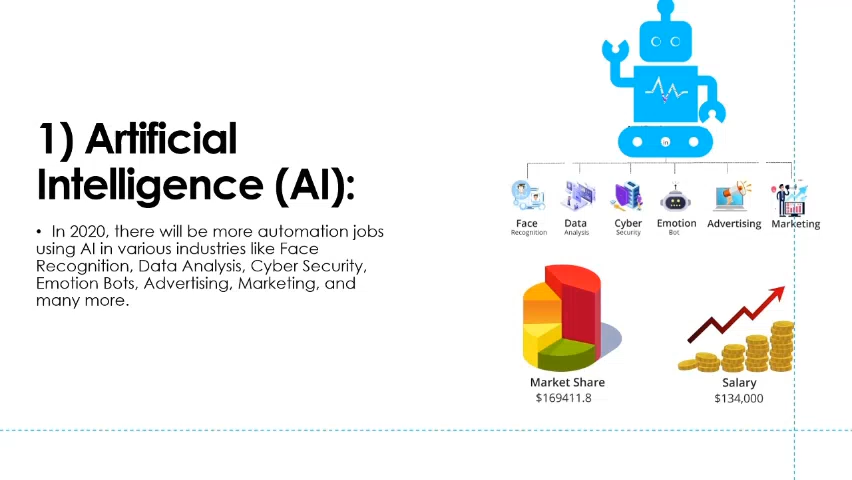 1) Artificial
Intelligence (AI):
• In 2020, there will be more automation jobs
using AI in various industries like Face
Recognition, Data Analysis, Cyber Security,
Emotion Bots, Advertising, Marketing, and
many more.
in
Face Recognition
Data Analysis
Cyber Security
Emotion Bot
Advertising
Marketing
Market Share
$169411.8
Salary
$134,000